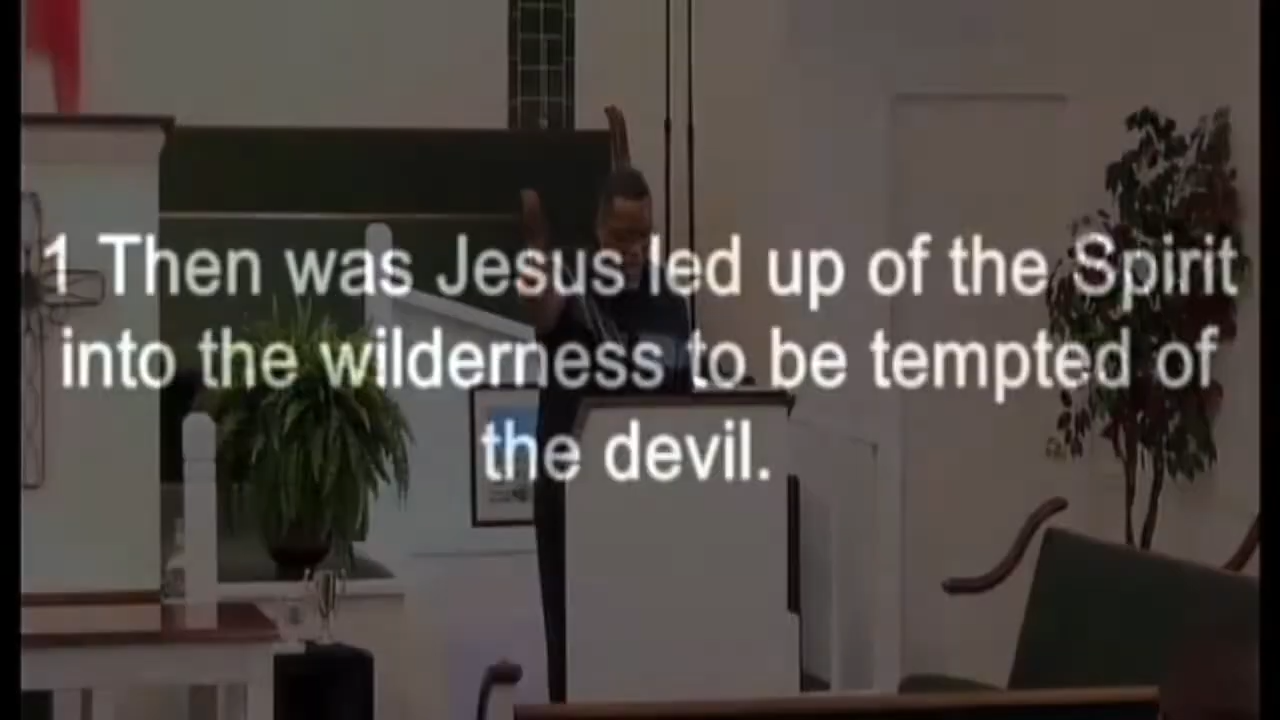 1 Then was Jesus led up of the Spirit
into the wilderness to be tempted of
the devil.